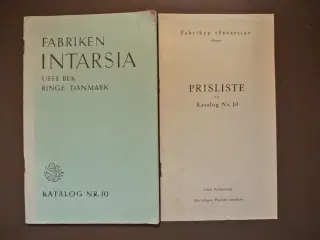 FABRIKEN
INTARSIA
UFFE BEK
RINGE DANMARK
KATALOG NR. 10
Fabriken »Intarsia«
Ringe
PRISLISTE
Katalog Nr. 10